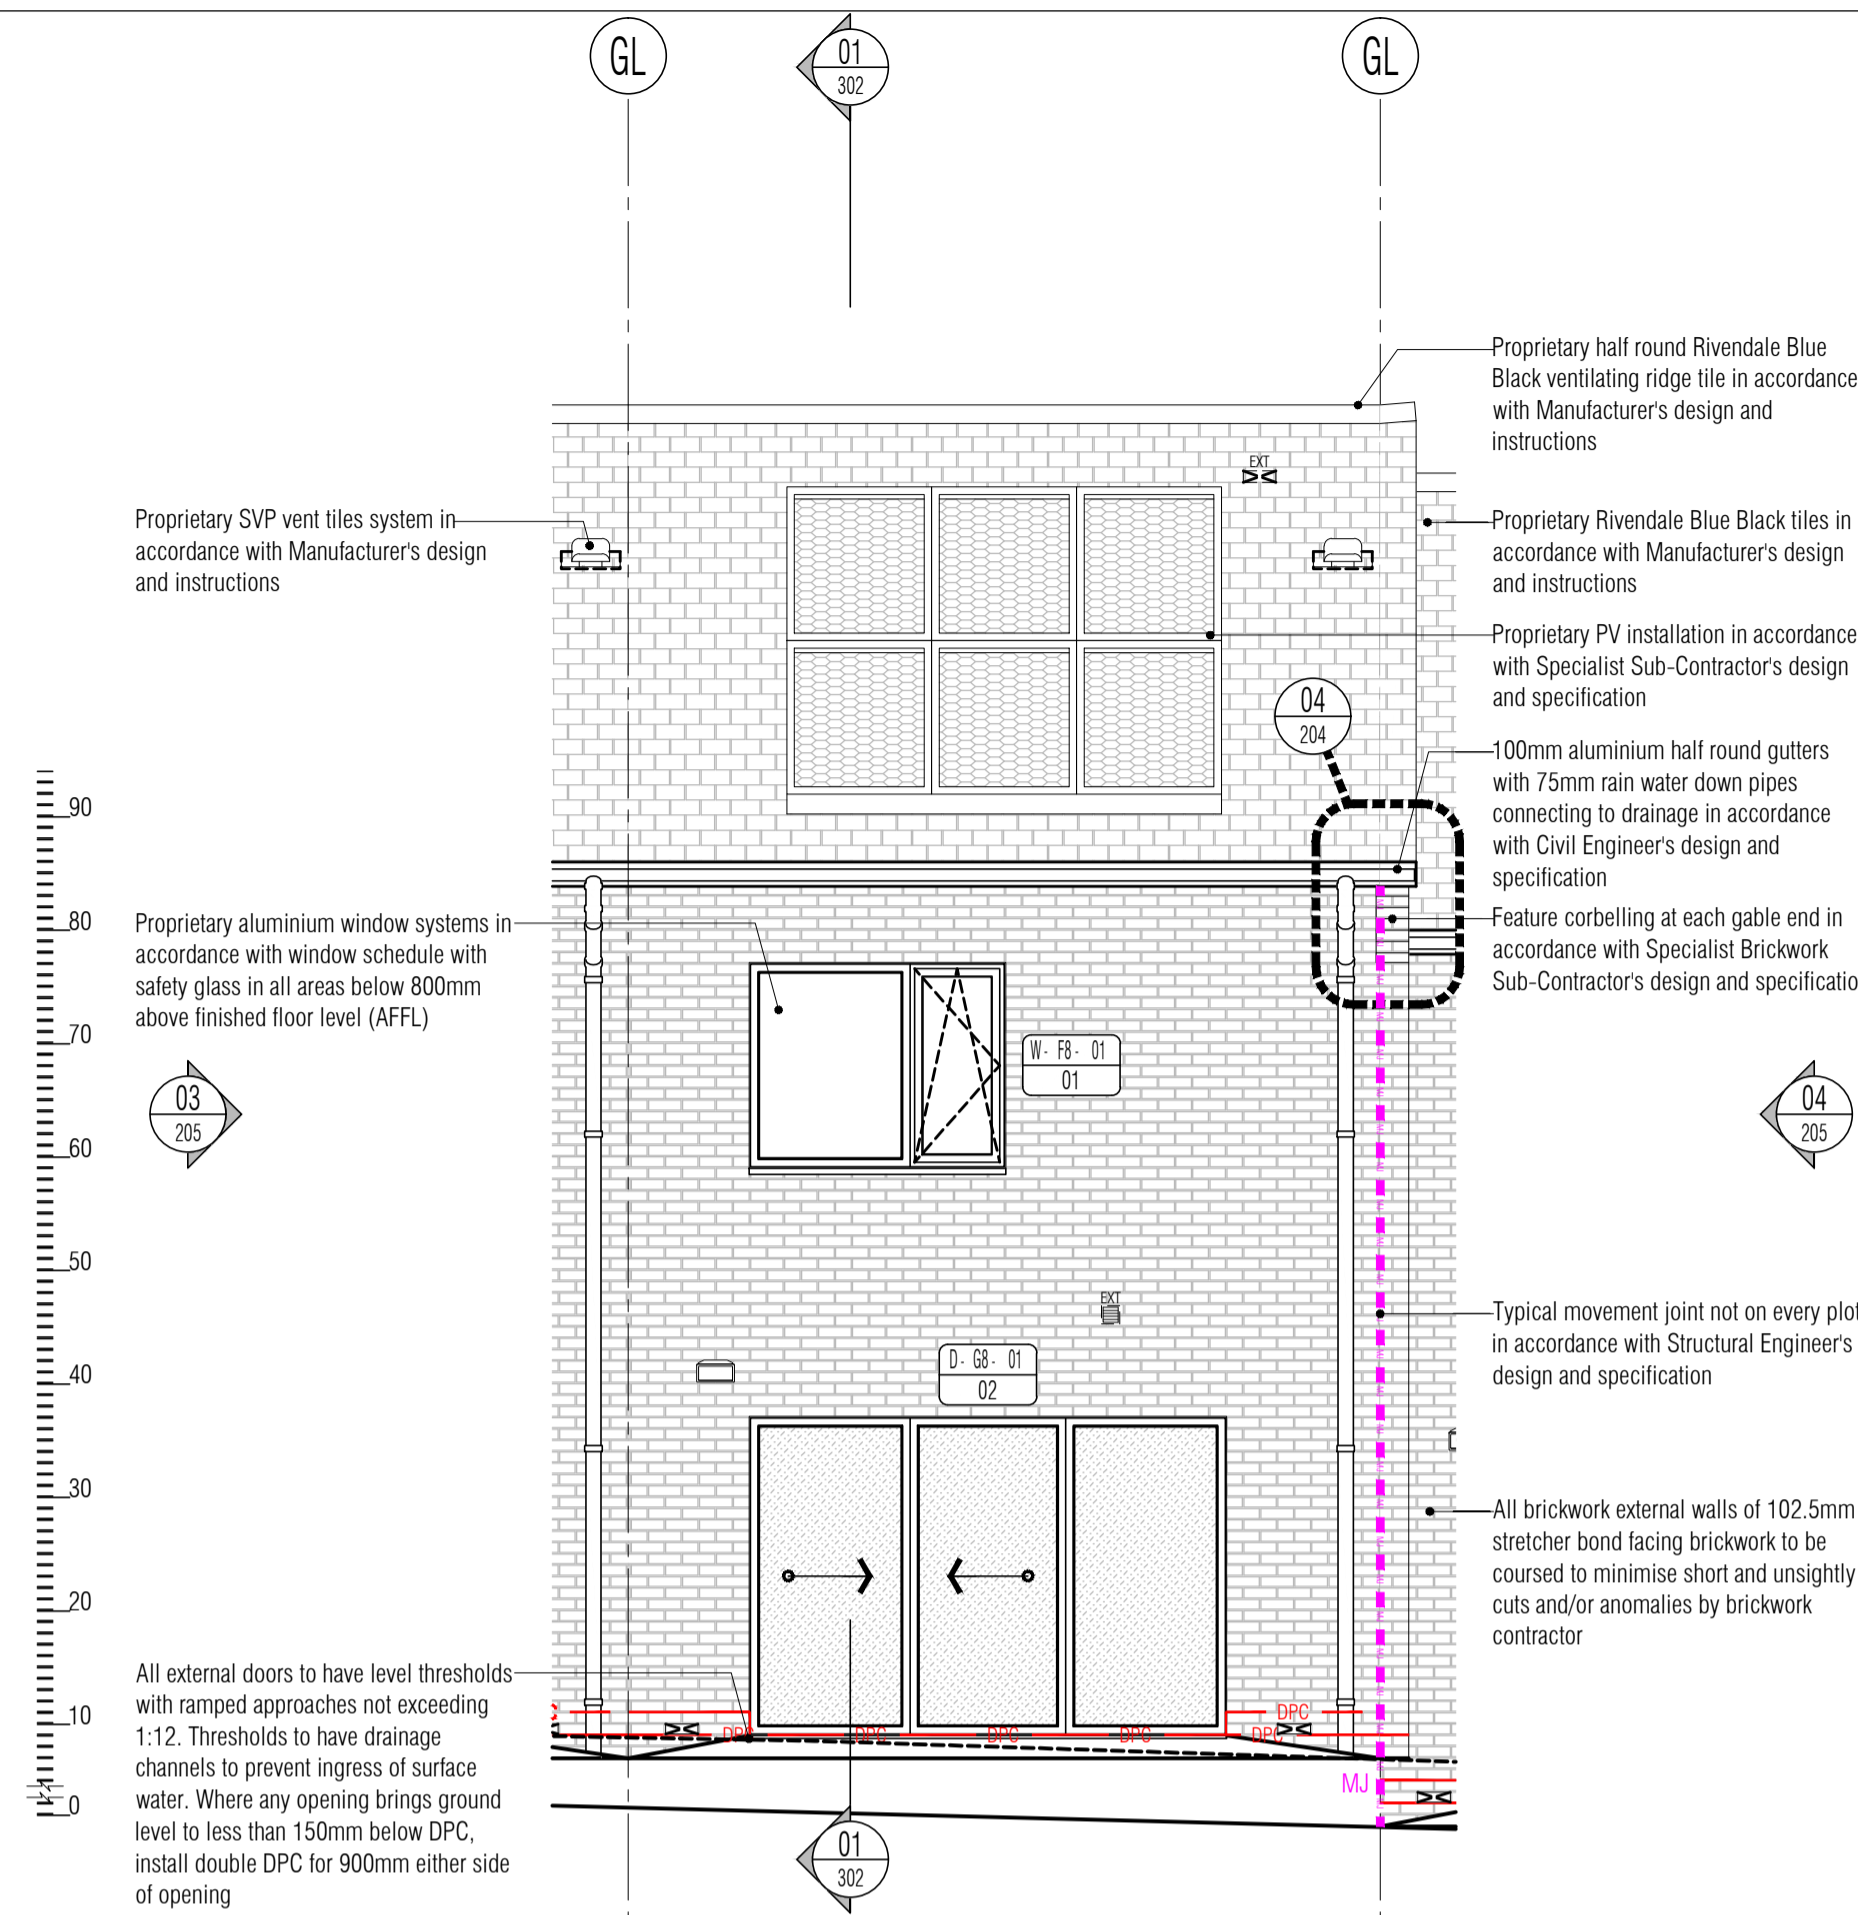 GL
01
302
GL
Proprietary half round Rivendale Blue
Black ventilating ridge tile in accordance
with Manufacturer's design and
instructions
EXT
Proprietary SVP vent tiles system in
accordance with Manufacturer's design
and instructions
Proprietary Rivendale Blue Black tiles in
accordance with Manufacturer's design
and instructions
Proprietary PV installation in accordance
with Specialist Sub-Contractor's design
and specification
04
204
100mm aluminium half round gutters
with 75mm rain water down pipes
connecting to drainage in accordance
with Civil Engineer's design and
specification
90
80
Proprietary aluminium window systems in
accordance with window schedule with
safety glass in all areas below 800mm
above finished floor level (AFFL)
Feature corbelling at each gable end in
accordance with Specialist Brickwork
Sub-Contractor's design and specificatio
70
W- F8- 01
01
03
205
04
205
60
50
EXT
Typical movement joint not on every plot
in accordance with Structural Engineer's
design and specification
40
D- G8- 01
02
30
All brickwork external walls of 102.5mm
stretcher bond facing brickwork to be
coursed to minimise short and unsightly
cuts and/or anomalies by brickwork
contractor
20
All external doors to have level thresholds
with ramped approaches not exceeding
1:12. Thresholds to have drainage
channels to prevent ingress of surface
water. Where any opening brings ground
level to less than 150mm below DPC,
install double DPC for 900mm either side
of opening
10
DPC
DPC DPC DPC DPC DPC
MJ
0
01
302